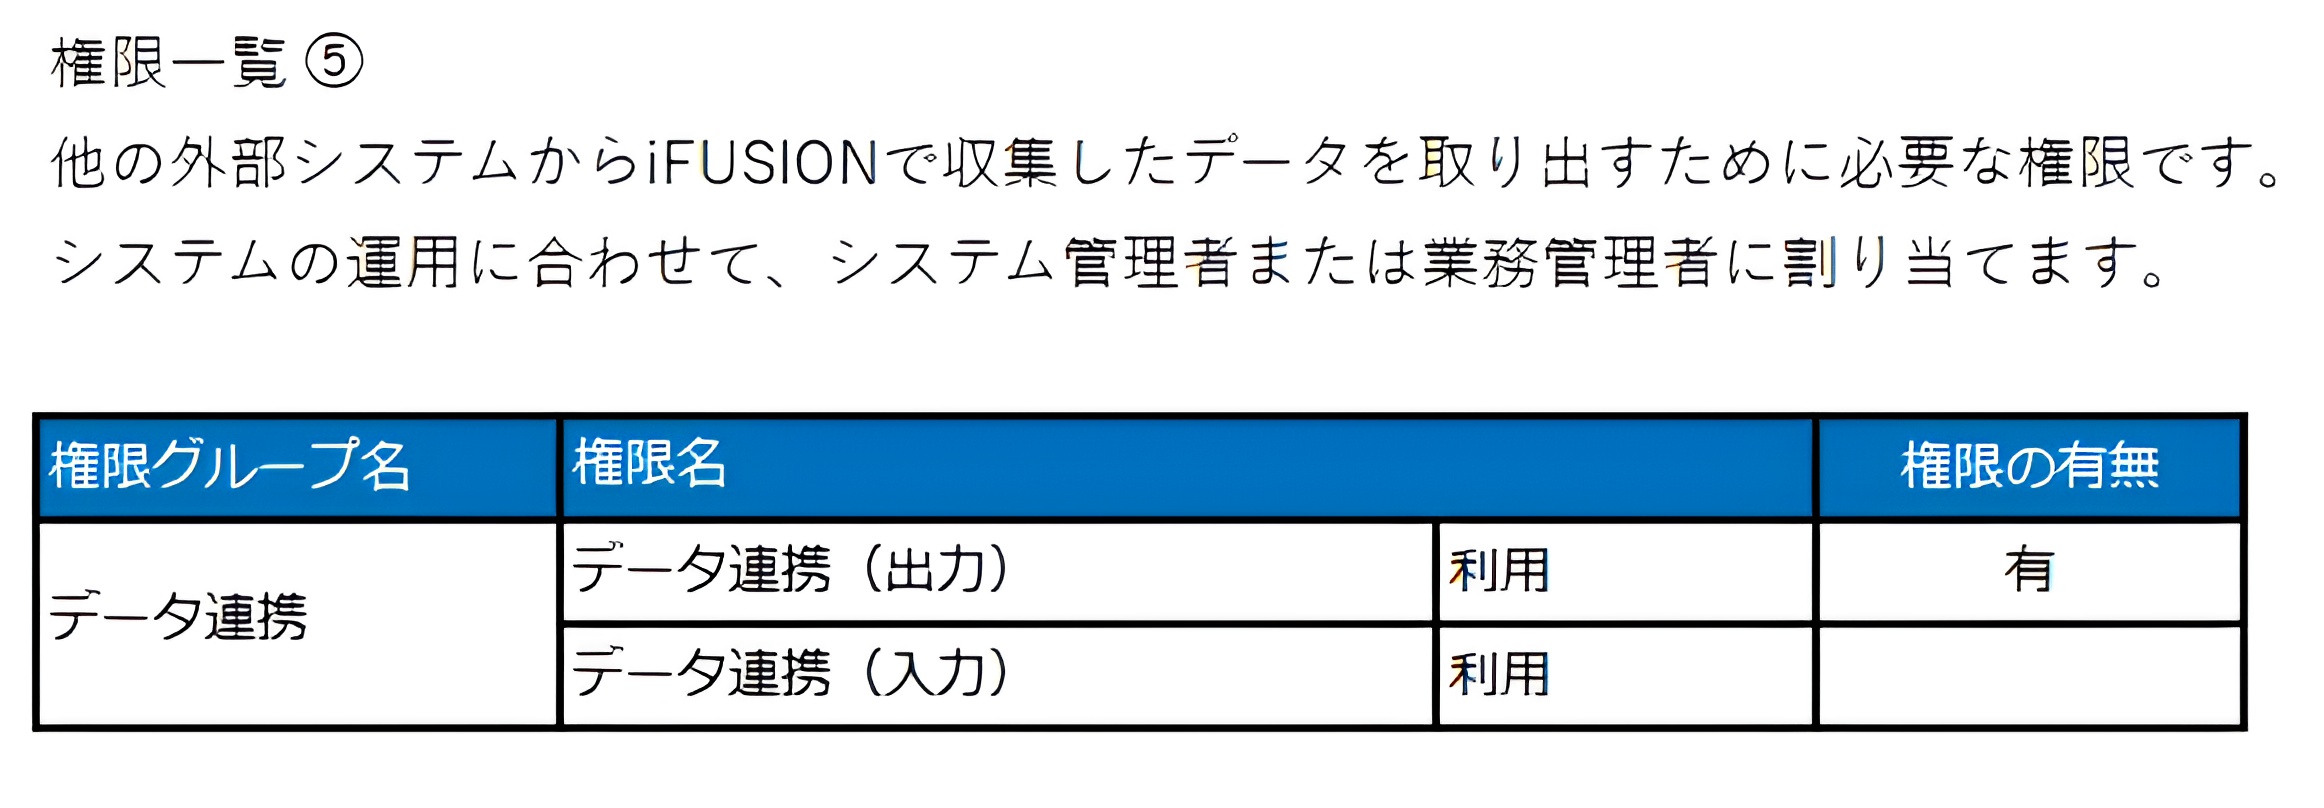 権限一覧 ⑤
他の外部システムからiFUSIONで収集したデータを取り出すために必要な権限です。
システムの運用に合わせて、システム管理者または業務管理者に割り当てます。
権限グループ名 権限名 権限の有無
データ連携 データ連携（出力） 利用 有
データ連携（入力） 利用